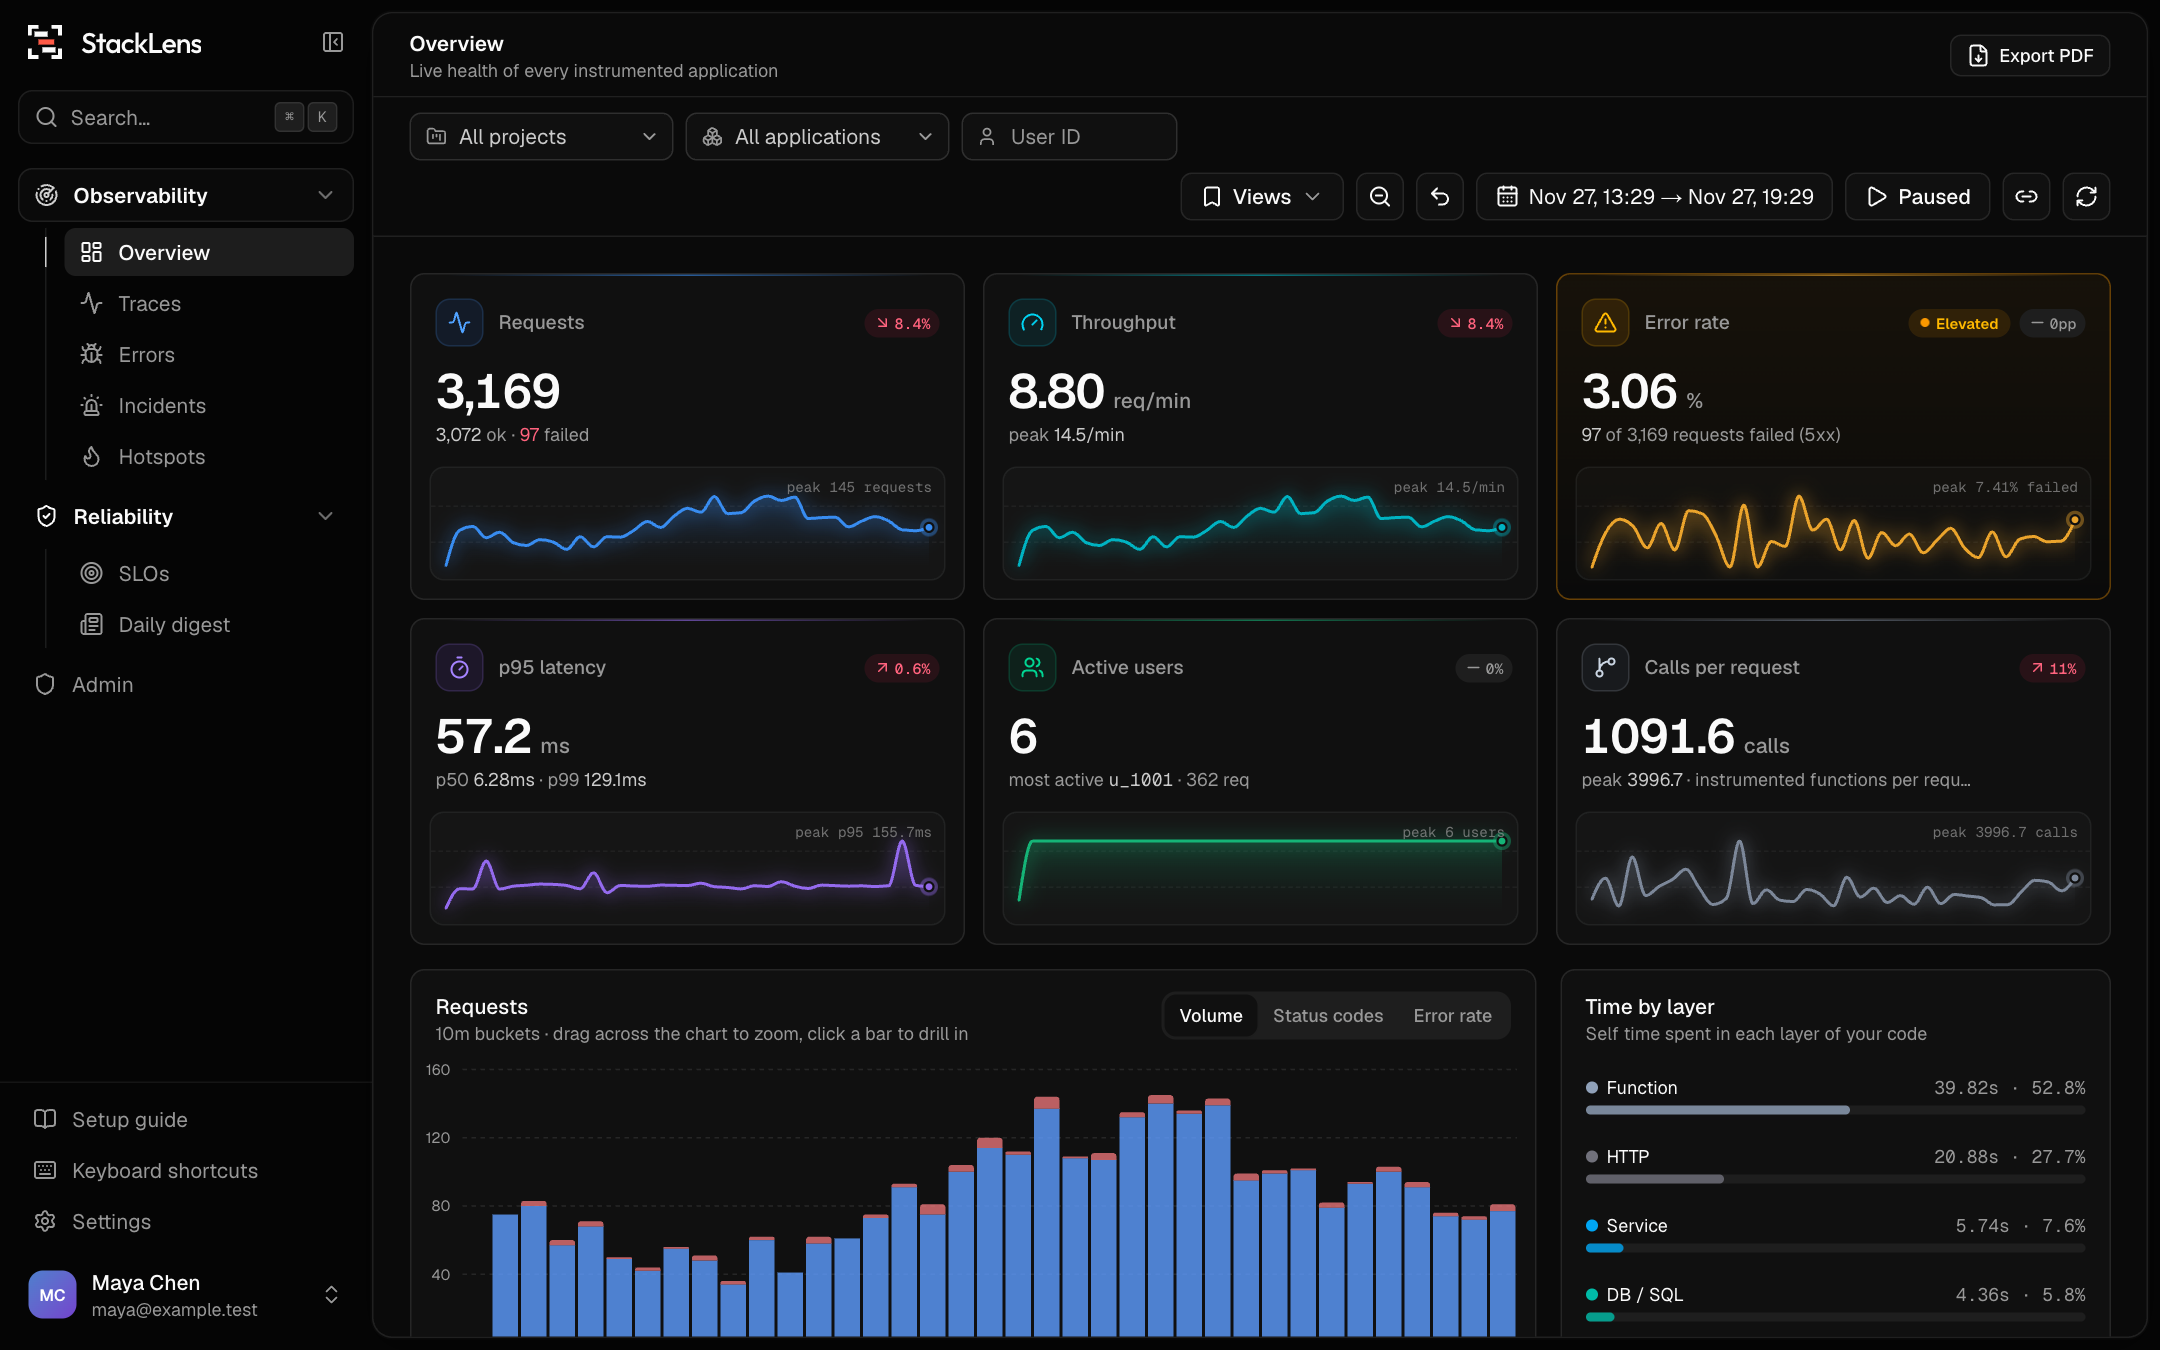 StackLens
Search...
⌘ K
Observability
Overview
Traces
Errors
Incidents
Hotspots
Reliability
SLOs
Daily digest
Admin
Setup guide
Keyboard shortcuts
Settings
MC
Maya Chen
maya@example.test
Overview
Live health of every instrumented application
Export PDF
All projects
All applications
User ID
Views
Nov 27, 13:29 → Nov 27, 19:29
Paused
Requests
8.4%
3,169
3,072 ok · 97 failed
peak 145 requests
Throughput
8.4%
8.80 req/min
peak 14.5/min
peak 14.5/min
Error rate
Elevated
0pp
3.06 %
97 of 3,169 requests failed (5xx)
peak 7.41% failed
p95 latency
0.6%
57.2 ms
p50 6.28ms · p99 129.1ms
peak p95 155.7ms
Active users
0%
6
most active u_1001 · 362 req
peak 6 users
Calls per request
11%
1091.6 calls
peak 3996.7 · instrumented functions per requ...
peak 3996.7 calls
Requests
10m buckets · drag across the chart to zoom, click a bar to drill in
Volume
Status codes
Error rate
160
120
80
40
Time by layer
Self time spent in each layer of your code
Function 39.82s · 52.8%
HTTP 20.88s · 27.7%
Service 5.74s · 7.6%
DB / SQL 4.36s · 5.8%